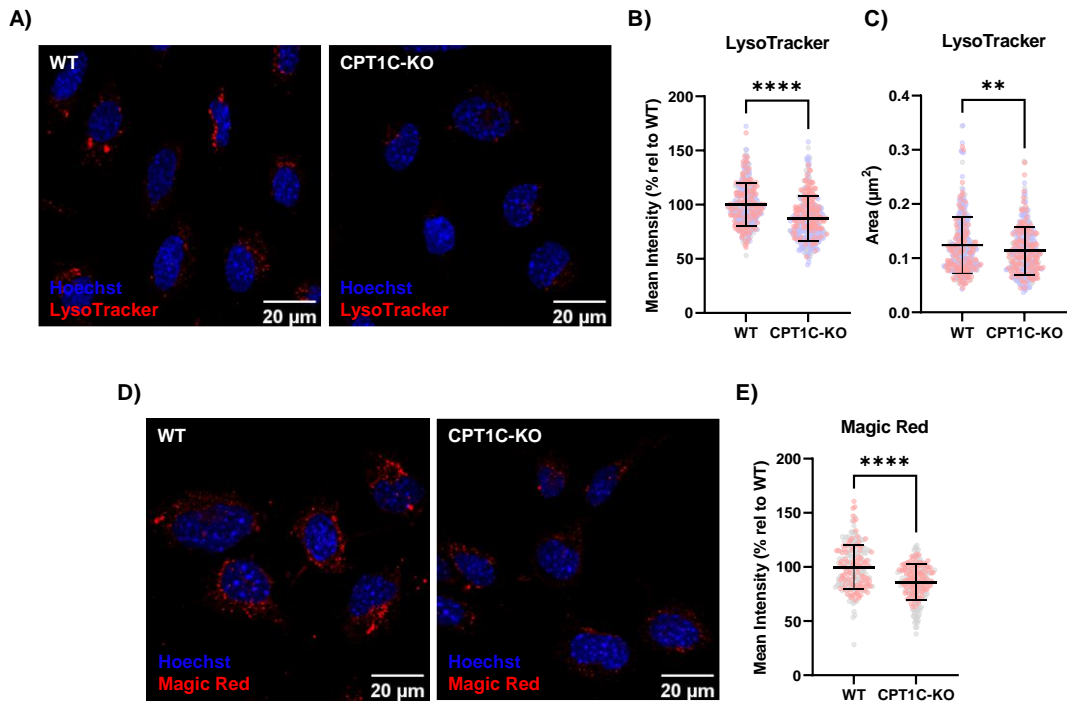 A)
WT
CPT1C-KO
Hoechst
LysoTracker
20 µm
Hoechst
LysoTracker
20 µm
B)
LysoTracker
****
Mean Intensity (% rel to WT)
200
150
100
50
0
WT
CPT1C-KO
C)
LysoTracker
**
Area (µm²)
0.4
0.3
0.2
0.1
0.0
WT
CPT1C-KO
D)
WT
CPT1C-KO
Hoechst
Magic Red
20 µm
Hoechst
Magic Red
20 µm
E)
Magic Red
****
Mean Intensity (% rel to WT)
200
150
100
50
0
WT
CPT1C-KO